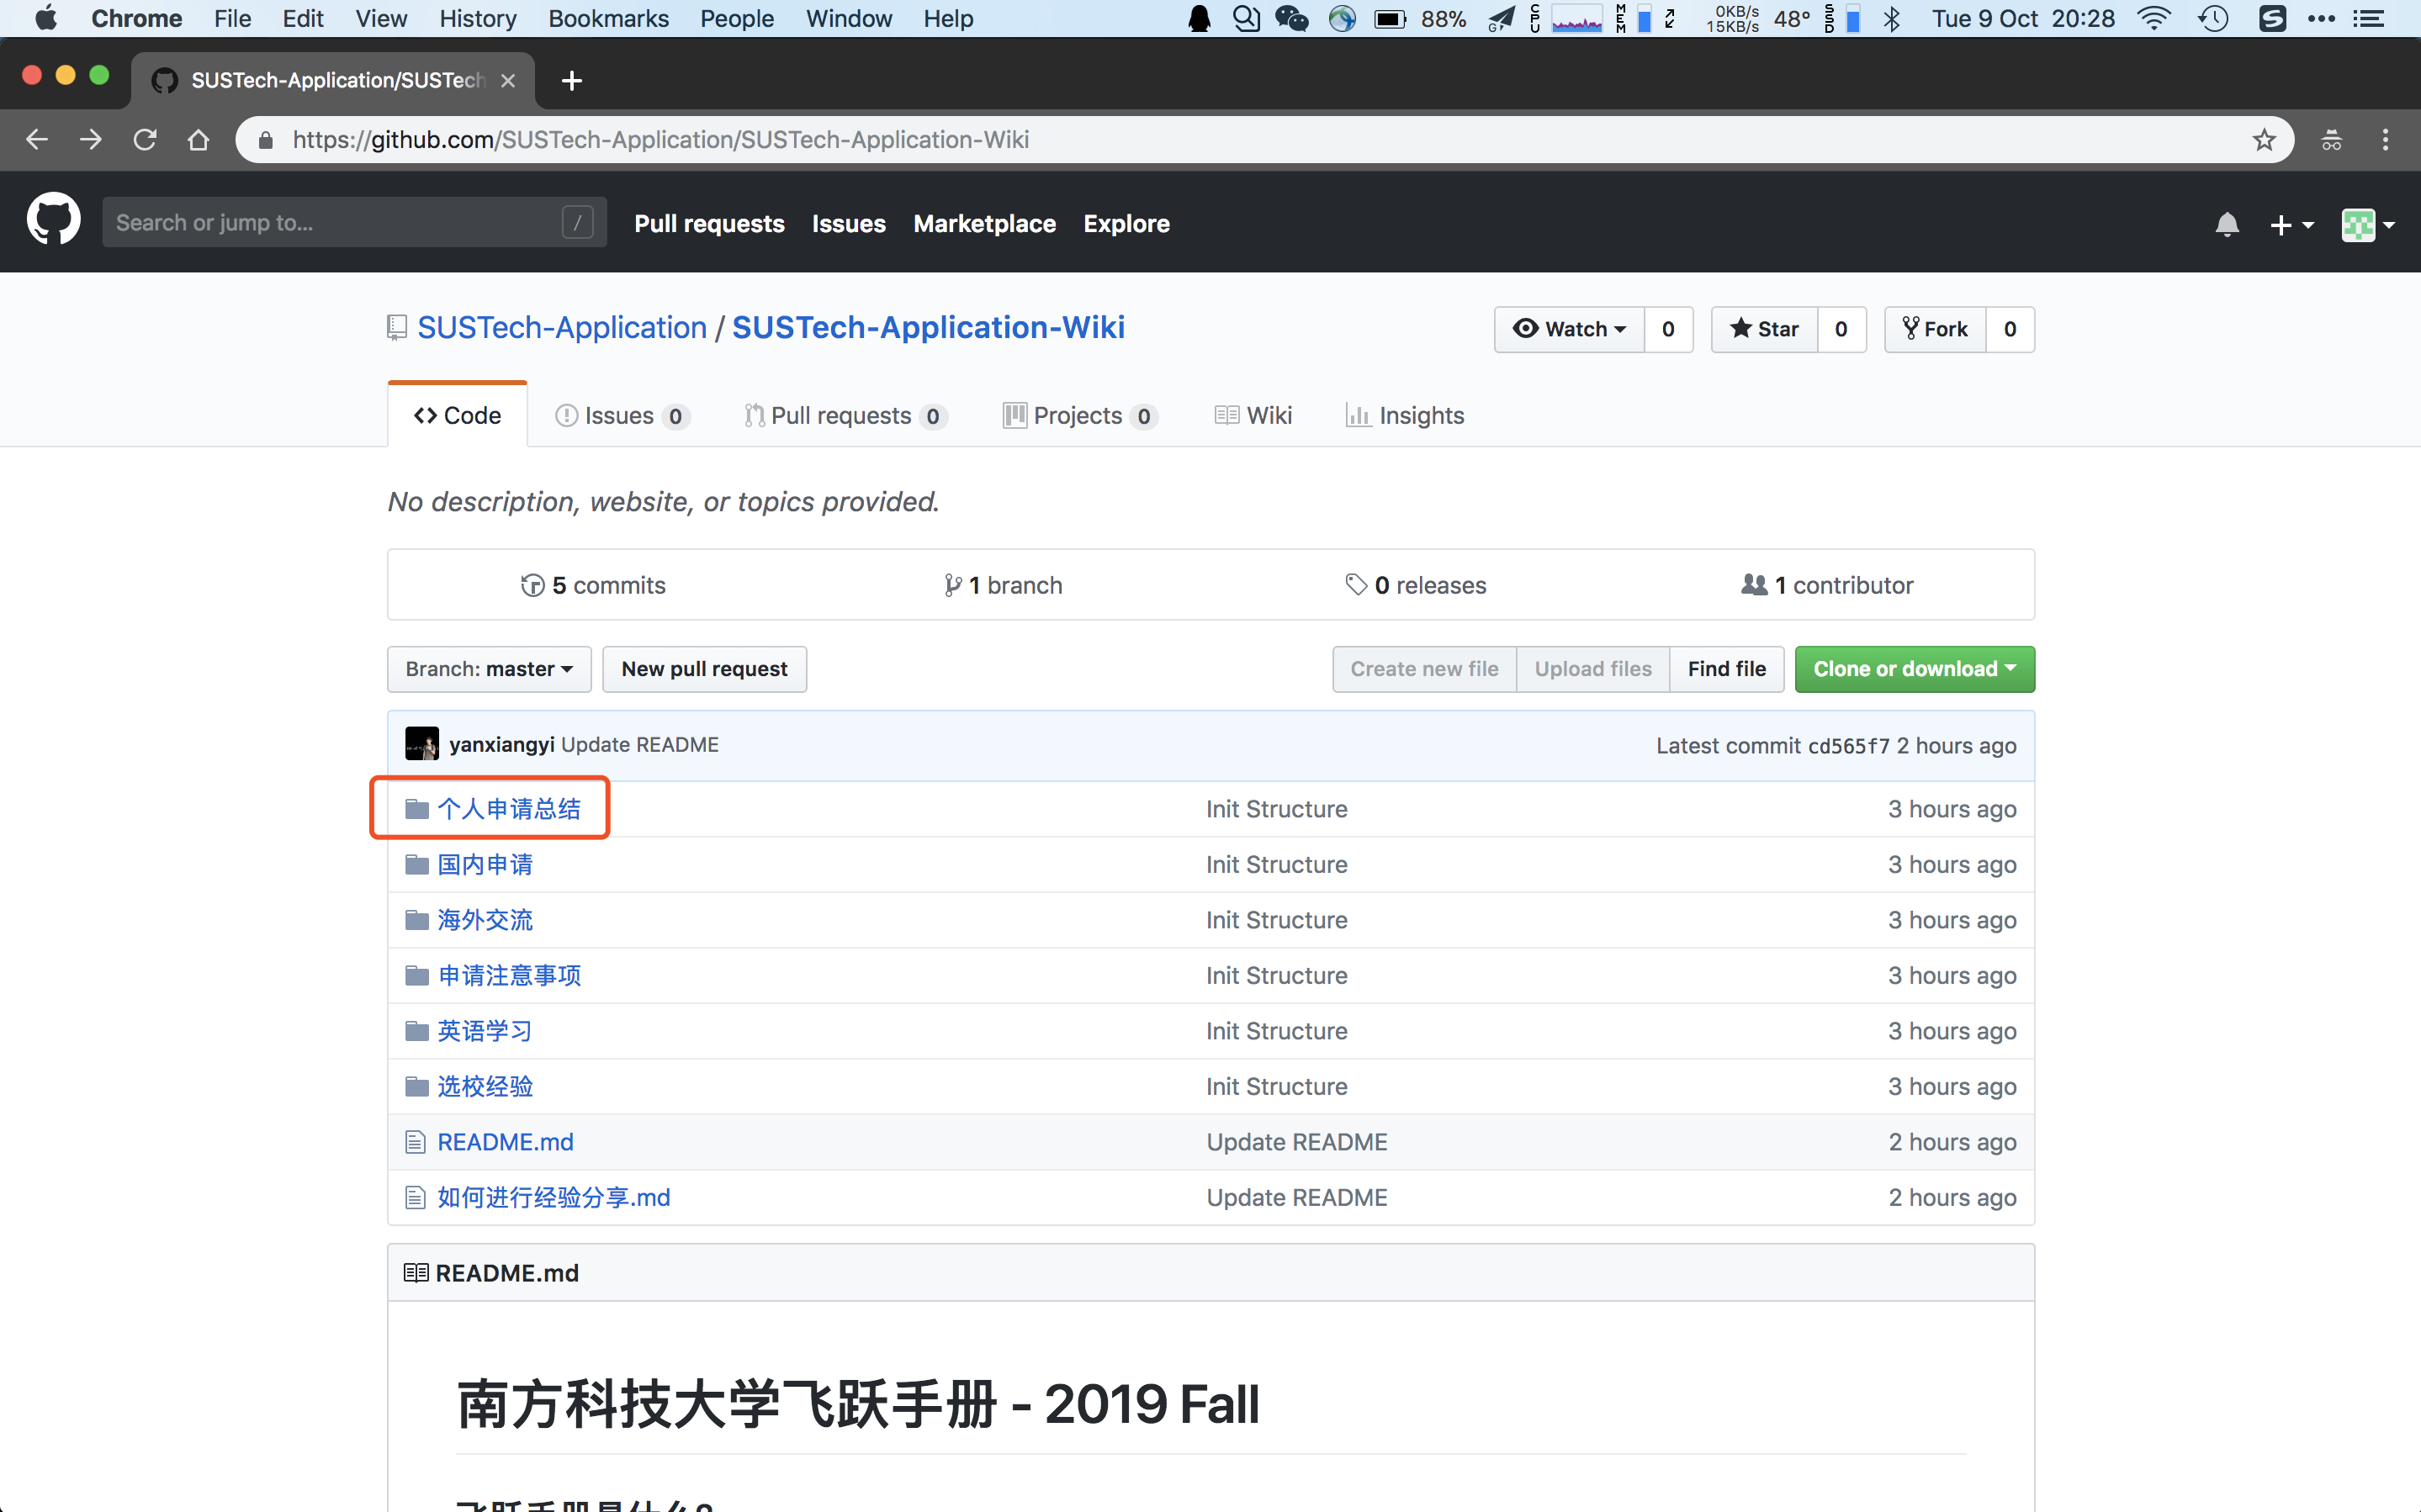 Chrome File Edit View History Bookmarks People Window Help 88% CPU MEM 0KB/s 15KB/s 48° SSD Tue 9 Oct 20:28
SUSTech-Application/SUSTech
https://github.com/SUSTech-Application/SUSTech-Application-Wiki
Search or jump to... / Pull requests Issues Marketplace Explore
SUSTech-Application / SUSTech-Application-Wiki Watch 0 Star 0 Fork 0
Code Issues 0 Pull requests 0 Projects 0 Wiki Insights
No description, website, or topics provided.
5 commits 1 branch 0 releases 1 contributor
Branch: master New pull request Create new file Upload files Find file Clone or download
yanxiangyi Update README Latest commit cd565f7 2 hours ago
个人申请总结 Init Structure 3 hours ago
国内申请 Init Structure 3 hours ago
海外交流 Init Structure 3 hours ago
申请注意事项 Init Structure 3 hours ago
英语学习 Init Structure 3 hours ago
选校经验 Init Structure 3 hours ago
README.md Update README 2 hours ago
如何进行经验分享.md Update README 2 hours ago
README.md
南方科技大学飞跃手册 - 2019 Fall
飞跃手册是什么?